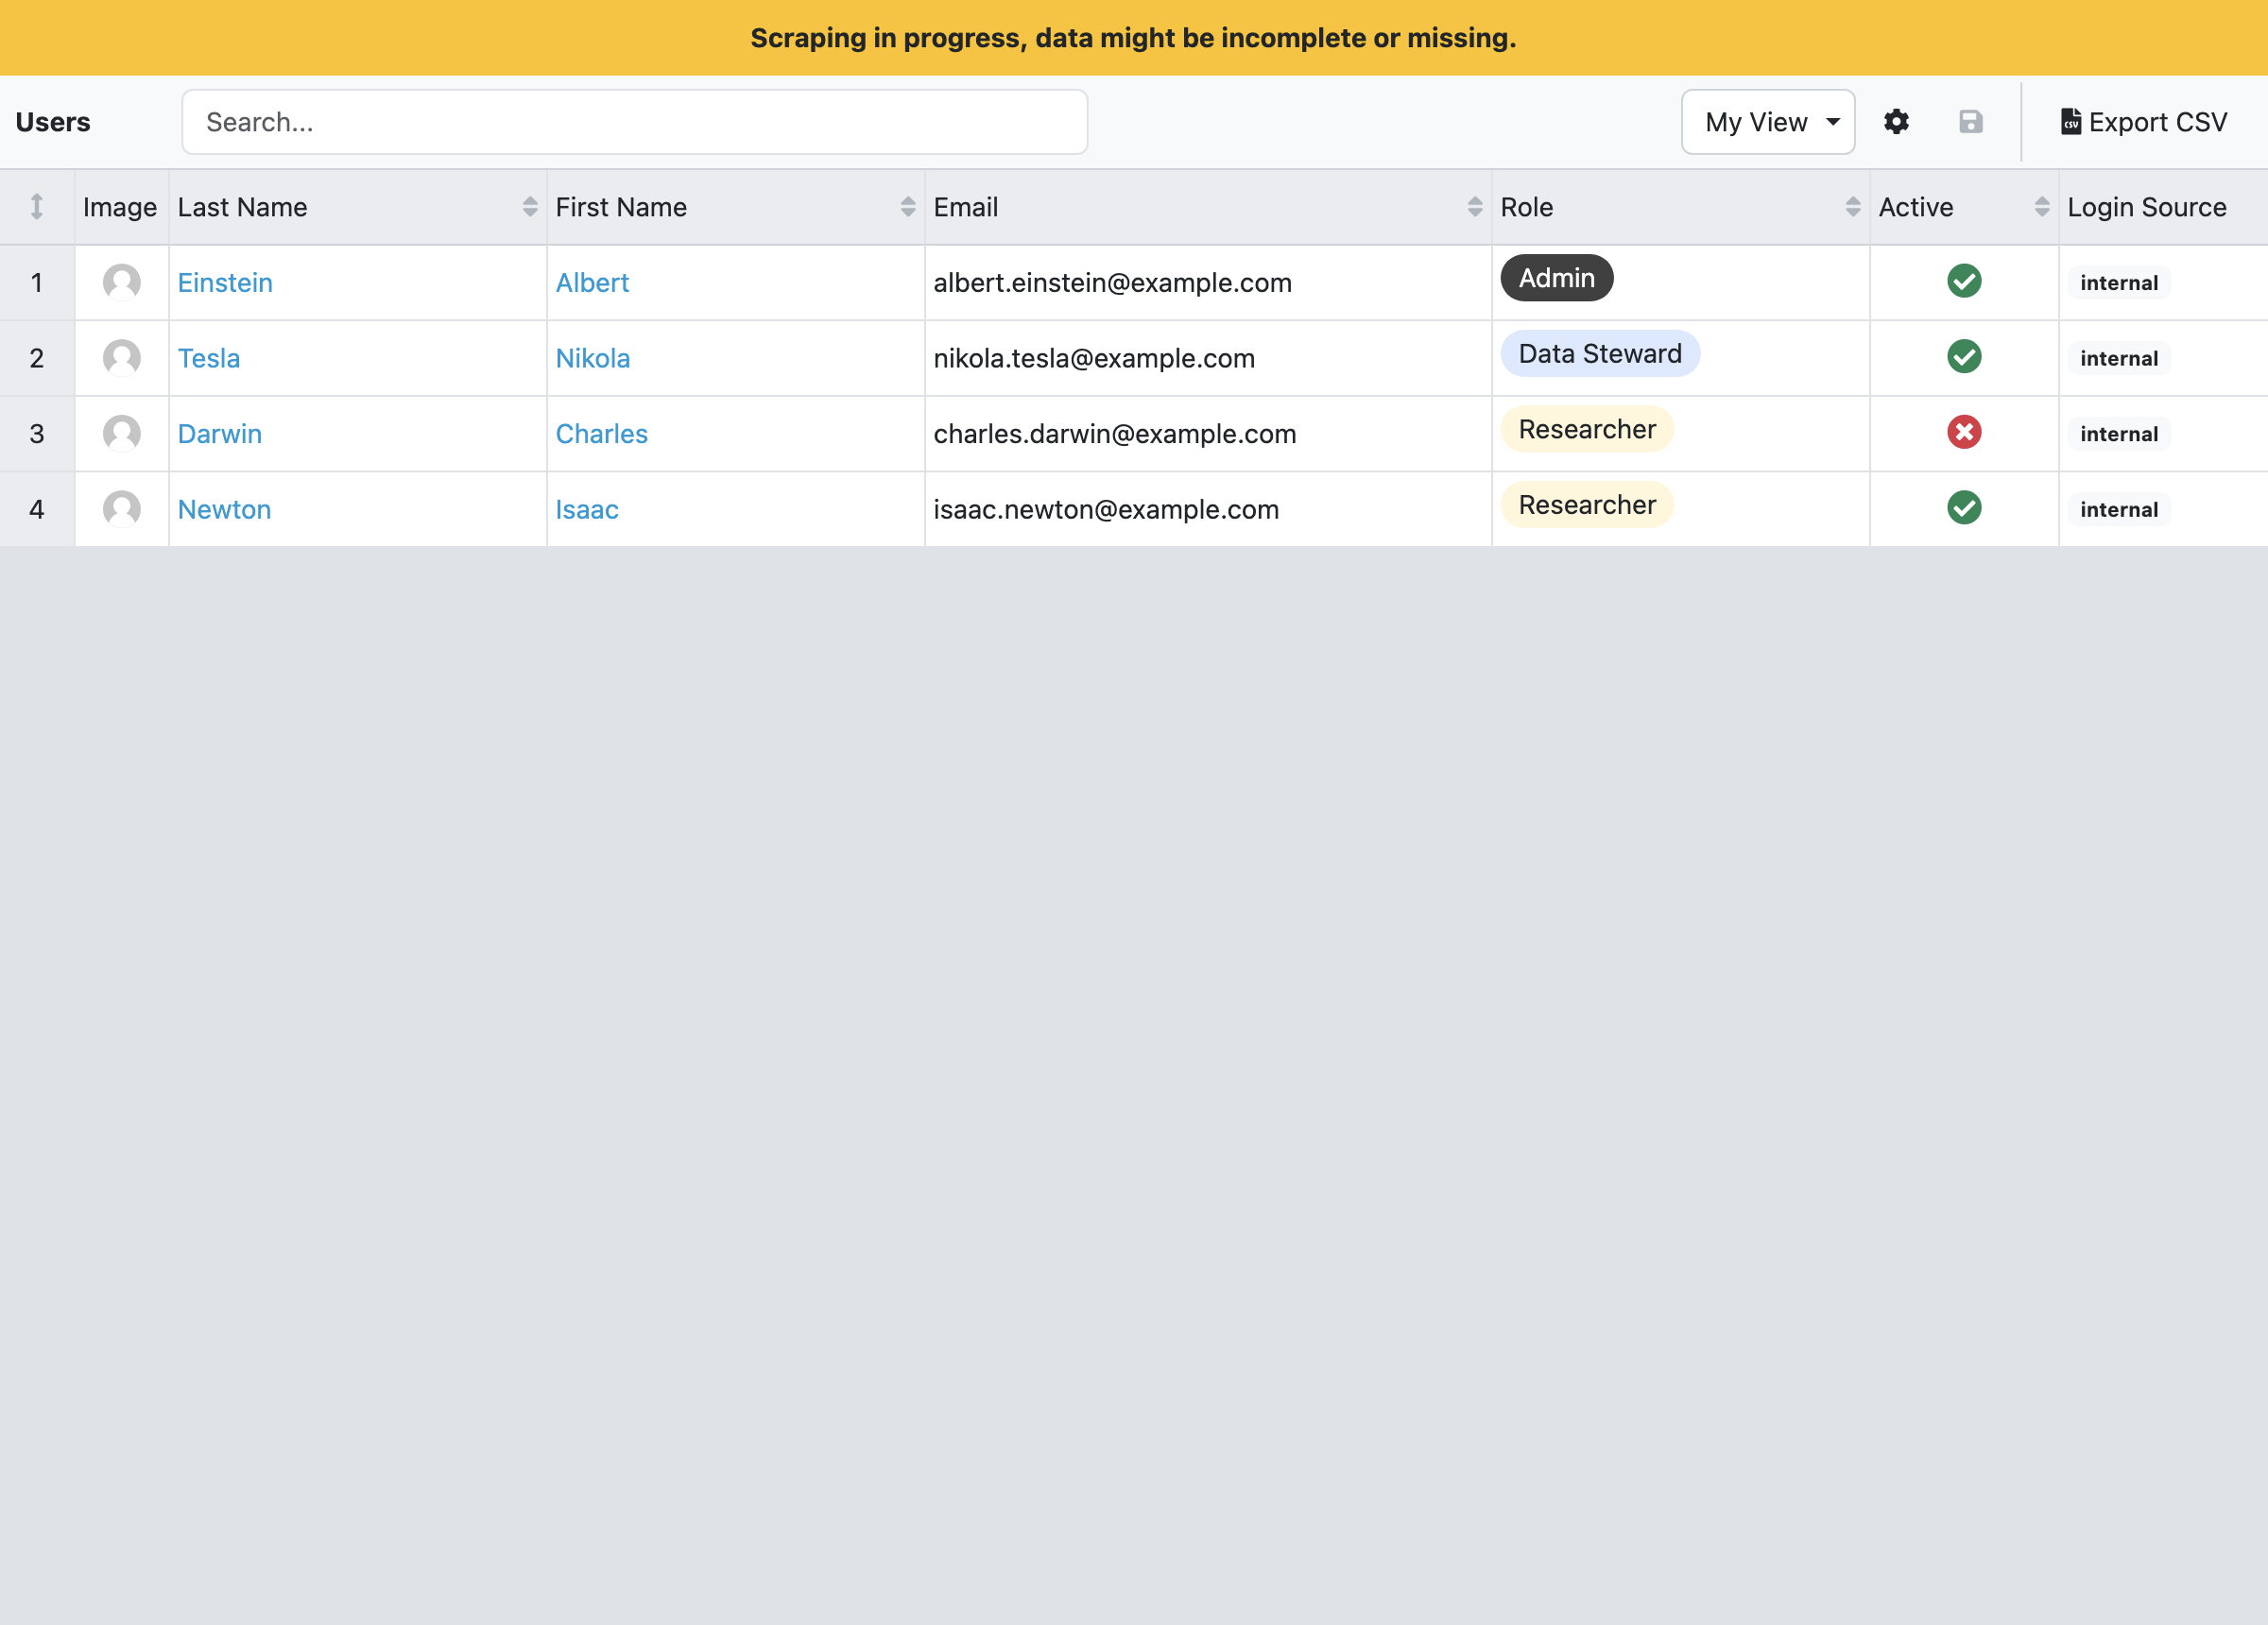 Scraping in progress, data might be incomplete or missing.
Users Search... My View Export CSV
Image Last Name First Name Email Role Active Login Source
1 Einstein Albert albert.einstein@example.com Admin internal
2 Tesla Nikola nikola.tesla@example.com Data Steward internal
3 Darwin Charles charles.darwin@example.com Researcher internal
4 Newton Isaac isaac.newton@example.com Researcher internal